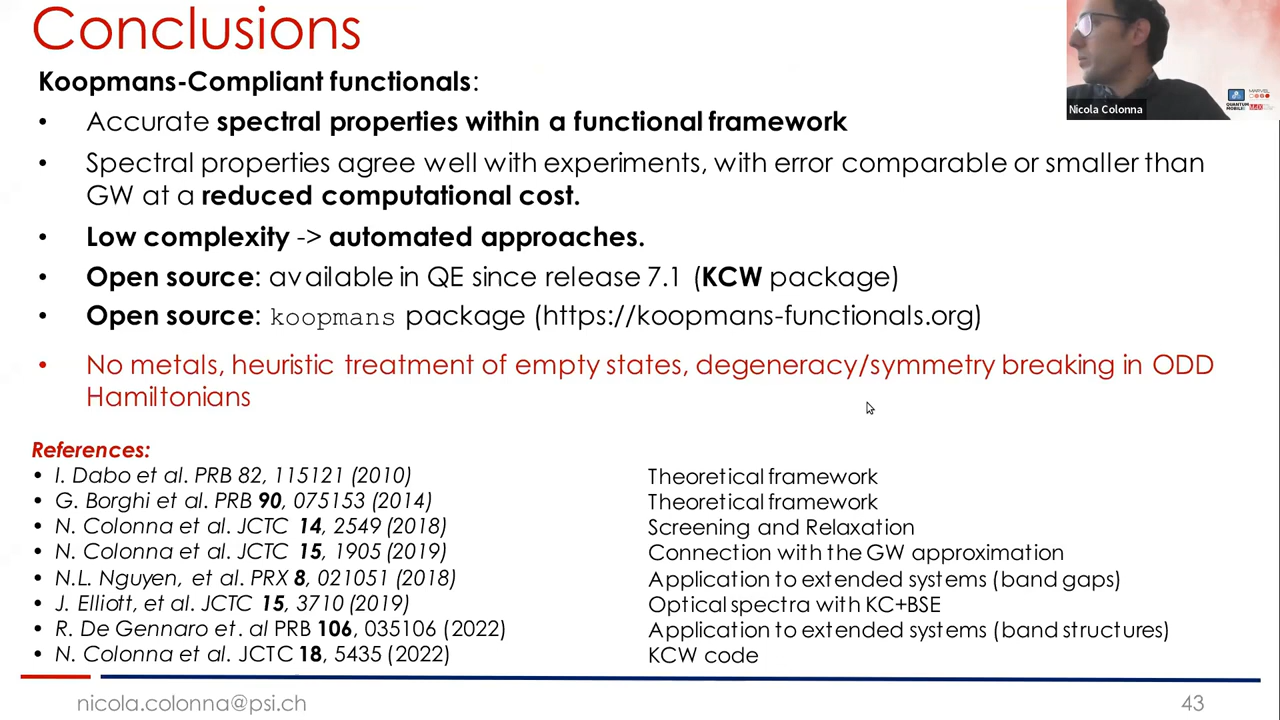 Conclusions
Koopmans-Compliant functionals:
• Accurate spectral properties within a functional framework
• Spectral properties agree well with experiments, with error comparable or smaller than
GW at a reduced computational cost.
• Low complexity -> automated approaches.
• Open source: available in QE since release 7.1 (KCW package)
• Open source: koopmans package (https://koopmans-functionals.org)
• No metals, heuristic treatment of empty states, degeneracy/symmetry breaking in ODD
Hamiltonians
References:
• I. Dabo et al. PRB 82, 115121 (2010) Theoretical framework
• G. Borghi et al. PRB 90, 075153 (2014) Theoretical framework
• N. Colonna et al. JCTC 14, 2549 (2018) Screening and Relaxation
• N. Colonna et al. JCTC 15, 1905 (2019) Connection with the GW approximation
• N.L. Nguyen, et al. PRX 8, 021051 (2018) Application to extended systems (band gaps)
• J. Elliott, et al. JCTC 15, 3710 (2019) Optical spectra with KC+BSE
• R. De Gennaro et. al PRB 106, 035106 (2022) Application to extended systems (band structures)
• N. Colonna et al. JCTC 18, 5435 (2022) KCW code
nicola.colonna@psi.ch
43
Nicola Colonna
QUANTUM MOBILE
MARVEL